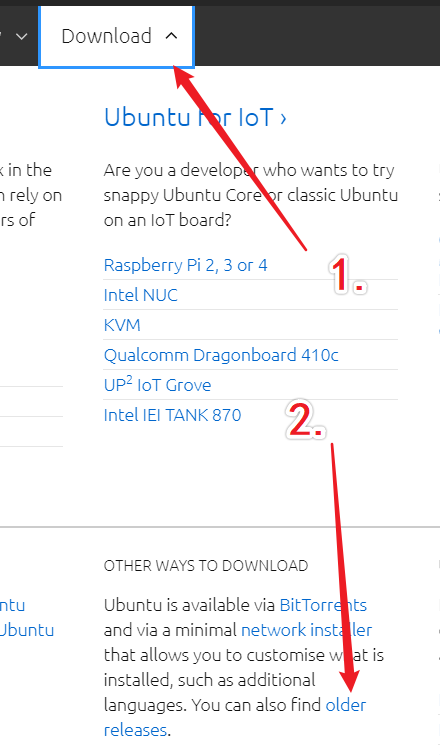 Download
Ubuntu for IoT ›
x in the
n rely on
rs of
Are you a developer who wants to try
snappy Ubuntu Core or classic Ubuntu
on an IoT board?
1.
Raspberry Pi 2, 3 or 4
Intel NUC
KVM
Qualcomm Dragonboard 410c
UP² IoT Grove
Intel IEI TANK 870
2.
OTHER WAYS TO DOWNLOAD
ntu
Ubuntu
Ubuntu is available via BitTorrents
and via a minimal network installer
that allows you to customise what is
installed, such as additional
languages. You can also find older
releases.